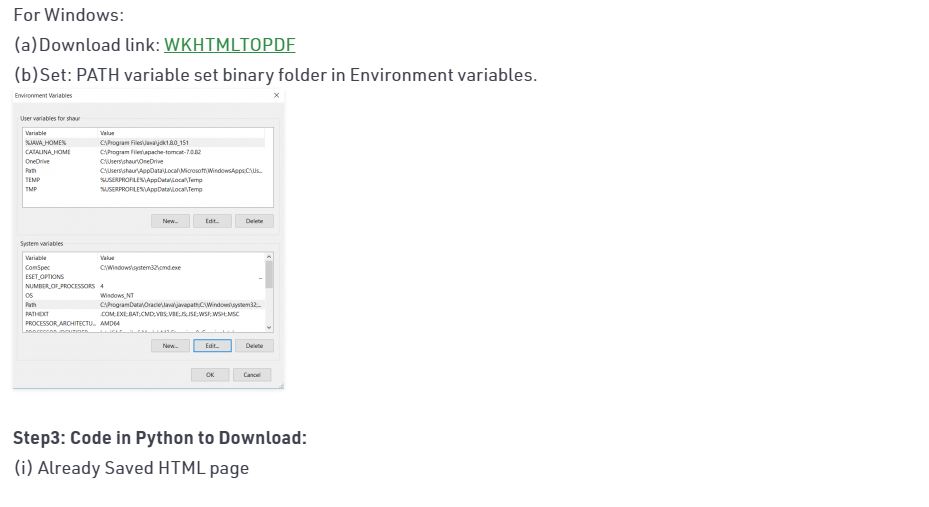 For Windows:
(a)Download link: WKHTMLTOPDF
(b)Set: PATH variable set binary folder in Environment variables.
Environment Variables
User variables for shaur
Variable Value
%JAVA_HOME% C:\Program Files\Java\jdk1.8.0_151
CATALINA_HOME C:\Program Files\apache-tomcat-7.0.82
OneDrive C:\Users\shaur\OneDrive
Path C:\Users\shaur\AppData\Local\Microsoft\WindowsApps;C:\Us...
TEMP %USERPROFILE%\AppData\Local\Temp
TMP %USERPROFILE%\AppData\Local\Temp
New... Edit... Delete
System variables
Variable Value
ComSpec C:\Windows\system32\cmd.exe
ESET_OPTIONS
NUMBER_OF_PROCESSORS 4
OS Windows_NT
Path C:\ProgramData\Oracle\Java\javapath;C:\Windows\system32;...
PATHEXT .COM;.EXE;.BAT;.CMD;.VBS;.VBE;.JS;.JSE;.WSF;.WSH;.MSC
PROCESSOR_ARCHITECTU... AMD64
New... Edit... Delete
OK Cancel
Step3: Code in Python to Download:
(i) Already Saved HTML page